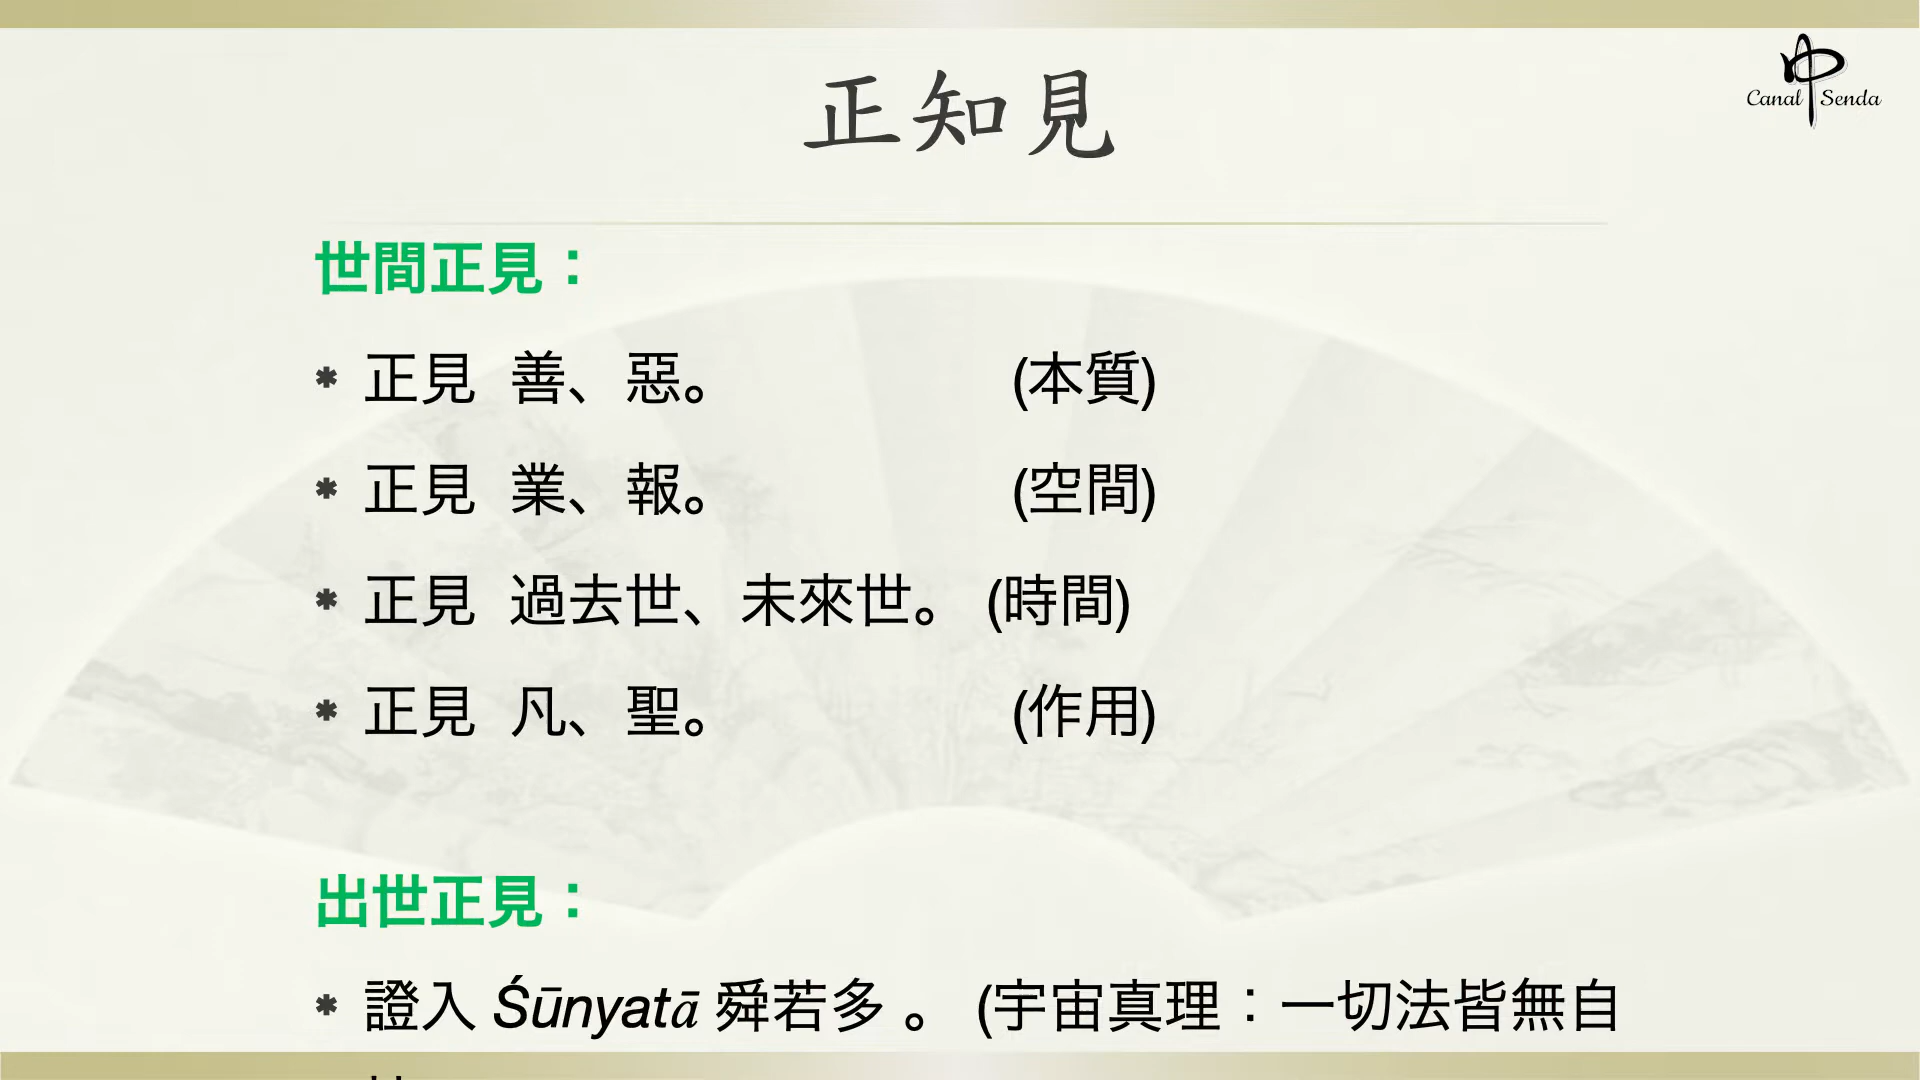 正知見
Canal Senda
世間正見：
* 正見 善、惡。 (本質)
* 正見 業、報。 (空間)
* 正見 過去世、未來世。 (時間)
* 正見 凡、聖。 (作用)
出世正見：
* 證入 Śūnyatā 舜若多 。 (宇宙真理：一切法皆無自